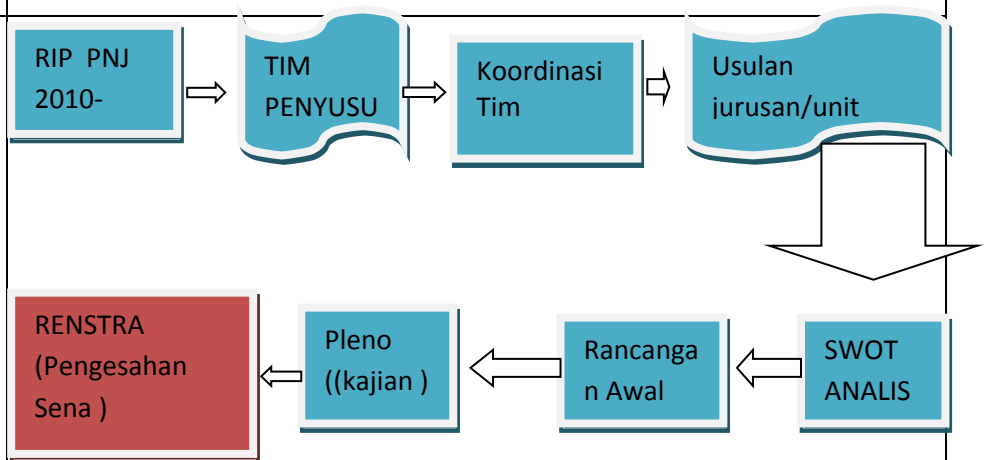 RIP PNJ
2010-
TIM
PENYUSU
Koordinasi
Tim
Usulan
jurusan/unit
SWOT
ANALIS
Rancanga
n Awal
Pleno
((kajian )
RENSTRA
(Pengesahan
Sena )